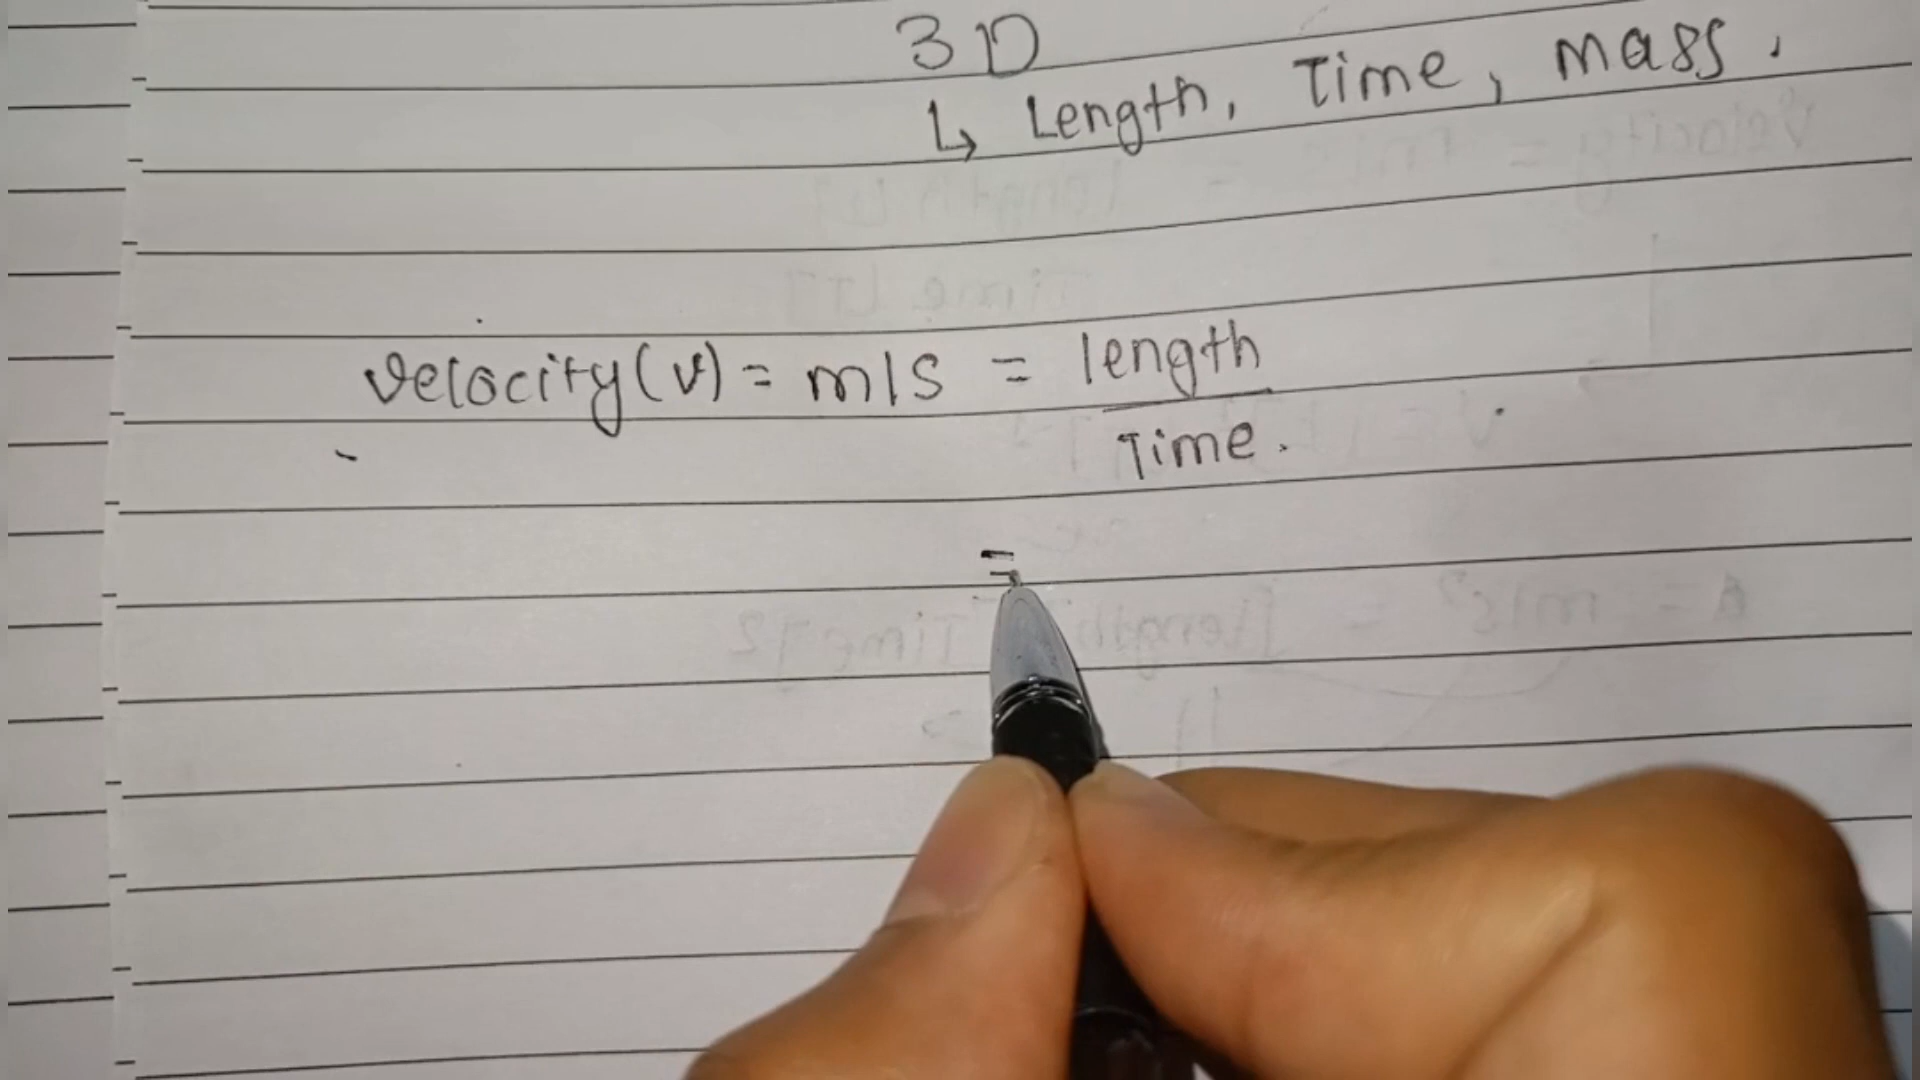 3D
↳ Length, Time, mass.
Velocity(v) = m/s = length
Time.
=